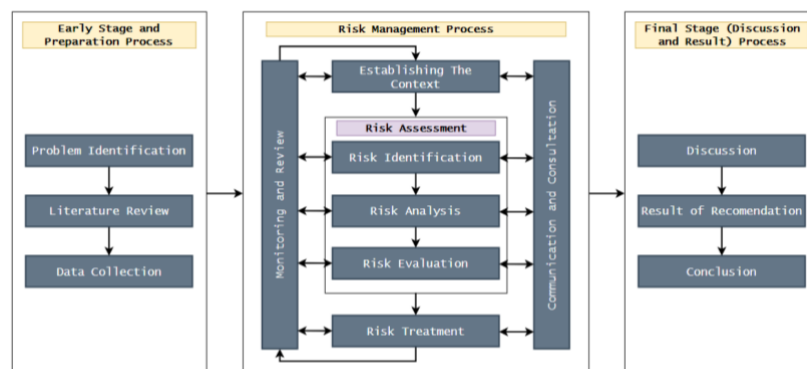 Early Stage and
Preparation Process
Problem Identification
Literature Review
Data Collection
Risk Management Process
Monitoring and Review
Establishing The
Context
Risk Assessment
Risk Identification
Risk Analysis
Risk Evaluation
Risk Treatment
Communication and Consultation
Final Stage (Discussion
and Result) Process
Discussion
Result of Recomendation
Conclusion